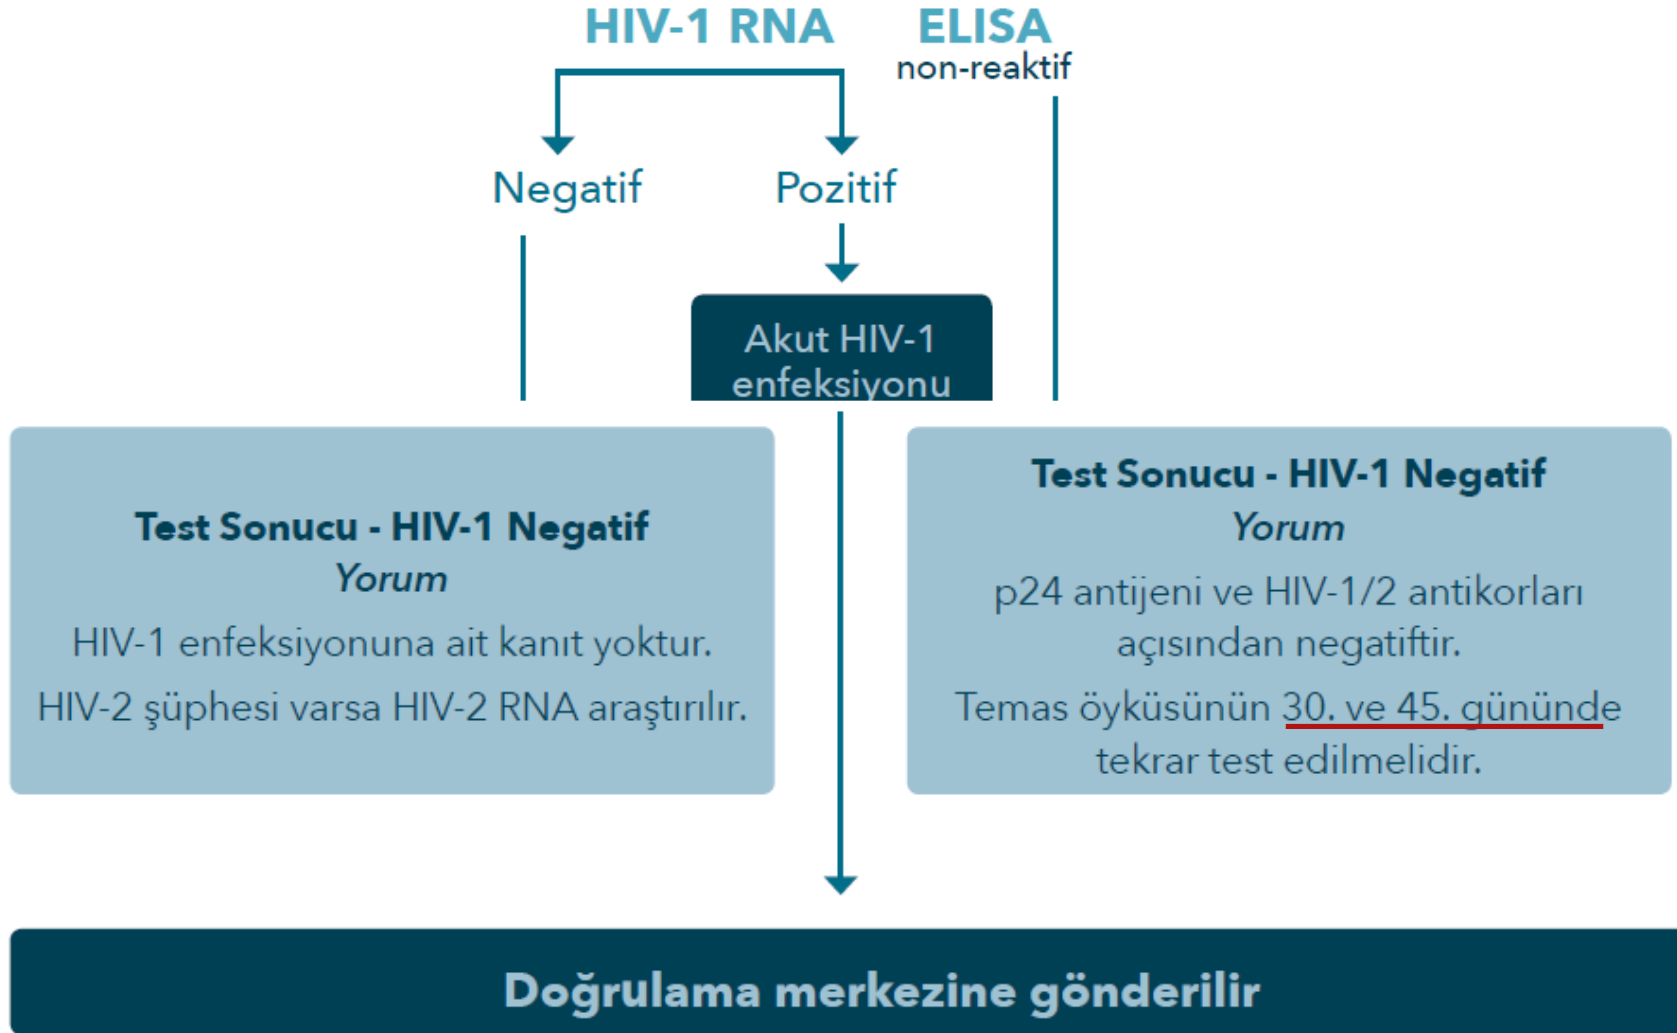 HIV-1 RNA
ELISA
non-reaktif
Negatif
Pozitif
Akut HIV-1
enfeksiyonu
Test Sonucu - HIV-1 Negatif
Yorum
HIV-1 enfeksiyonuna ait kanıt yoktur.
HIV-2 şüphesi varsa HIV-2 RNA araştırılır.
Test Sonucu - HIV-1 Negatif
Yorum
p24 antijeni ve HIV-1/2 antikorları
açısından negatiftir.
Temas öyküsünün 30. ve 45. gününde
tekrar test edilmelidir.
Doğrulama merkezine gönderilir